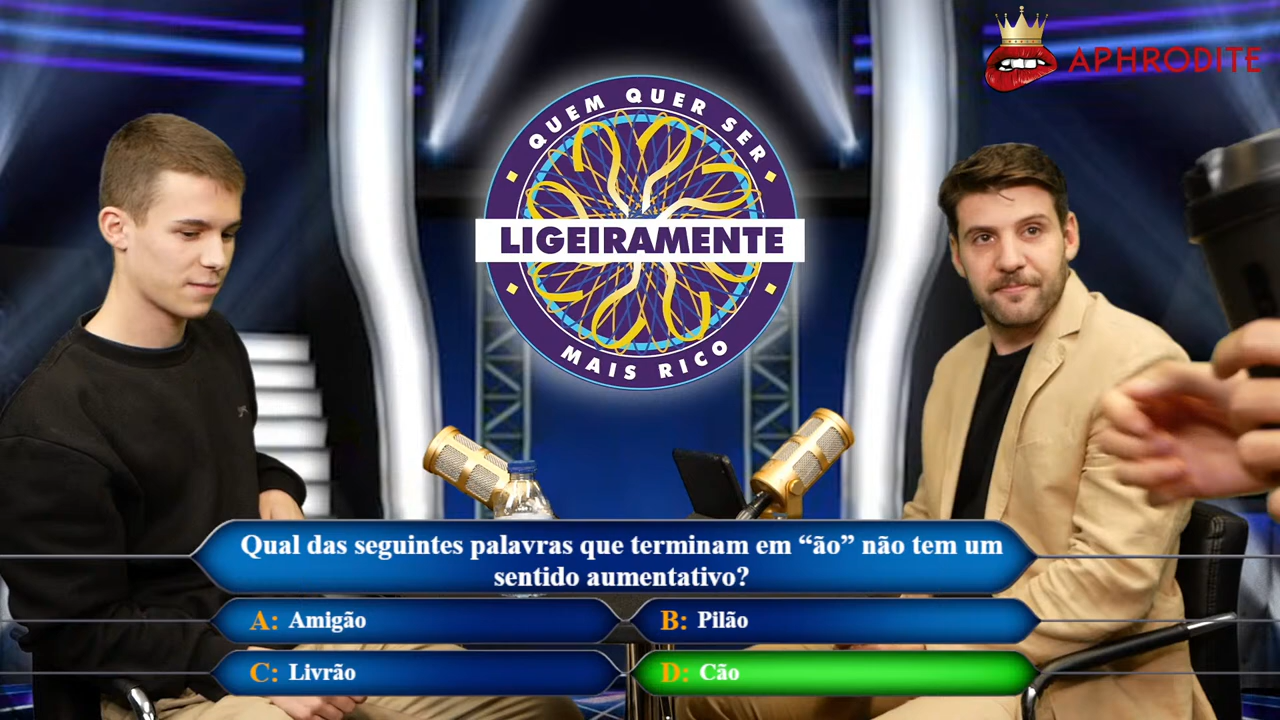 APHRODITE
QUEM QUER SER
LIGEIRAMENTE
MAIS RICO
Qual das seguintes palavras que terminam em “ão” não tem um
sentido aumentativo?
A: Amigão
B: Pilão
C: Livrão
D: Cão